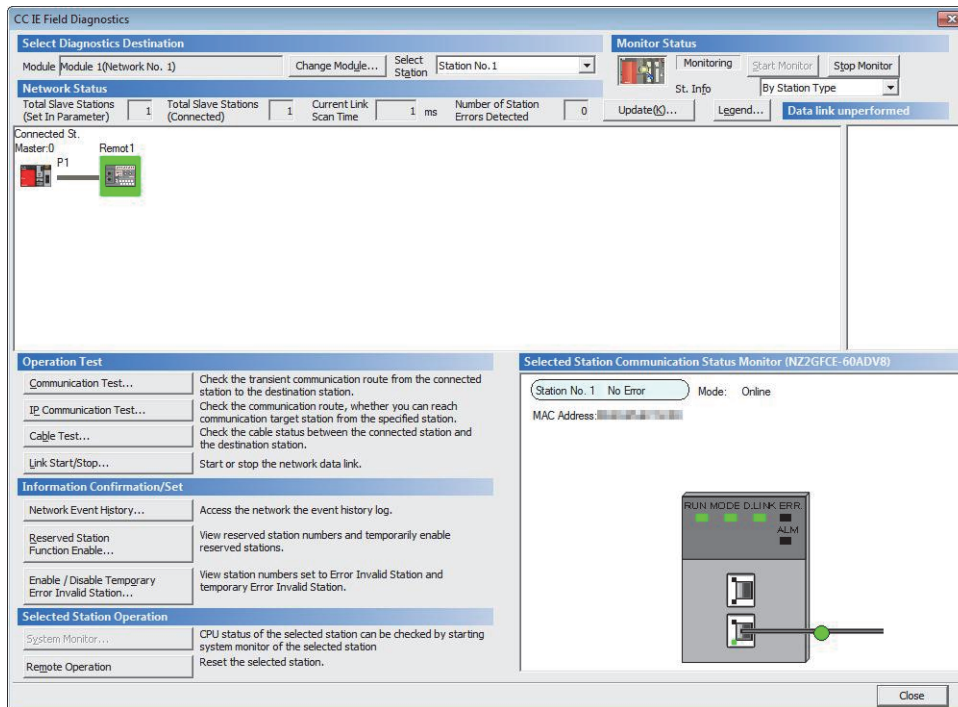 CC IE Field Diagnostics
Select Diagnostics Destination
Monitor Status
Module Module 1(Network No. 1) Change Module... Select Station Station No.1
Monitoring Start Monitor Stop Monitor
St. Info By Station Type
Network Status
Total Slave Stations (Set In Parameter) 1 Total Slave Stations (Connected) 1 Current Link Scan Time 1 ms Number of Station Errors Detected 0
Update(K)... Legend... Data link unperformed
Connected St.
Master:0 Remot1
P1
Operation Test
Communication Test... Check the transient communication route from the connected
station to the destination station.
IP Communication Test... Check the communication route, whether you can reach
communication target station from the specified station.
Cable Test... Check the cable status between the connected station and
the destination station.
Link Start/Stop... Start or stop the network data link.
Information Confirmation/Set
Network Event History... Access the network the event history log.
Reserved Station
Function Enable...
View reserved station numbers and temporarily enable
reserved stations.
Enable / Disable Temporary
Error Invalid Station...
View station numbers set to Error Invalid Station and
temporary Error Invalid Station.
Selected Station Operation
System Monitor... CPU status of the selected station can be checked by starting
system monitor of the selected station
Remote Operation Reset the selected station.
Selected Station Communication Status Monitor (NZ2GFCE-60ADV8)
Station No. 1 No Error Mode: Online
MAC Address:
RUN MODE D.LINK ERR.
ALM
Close